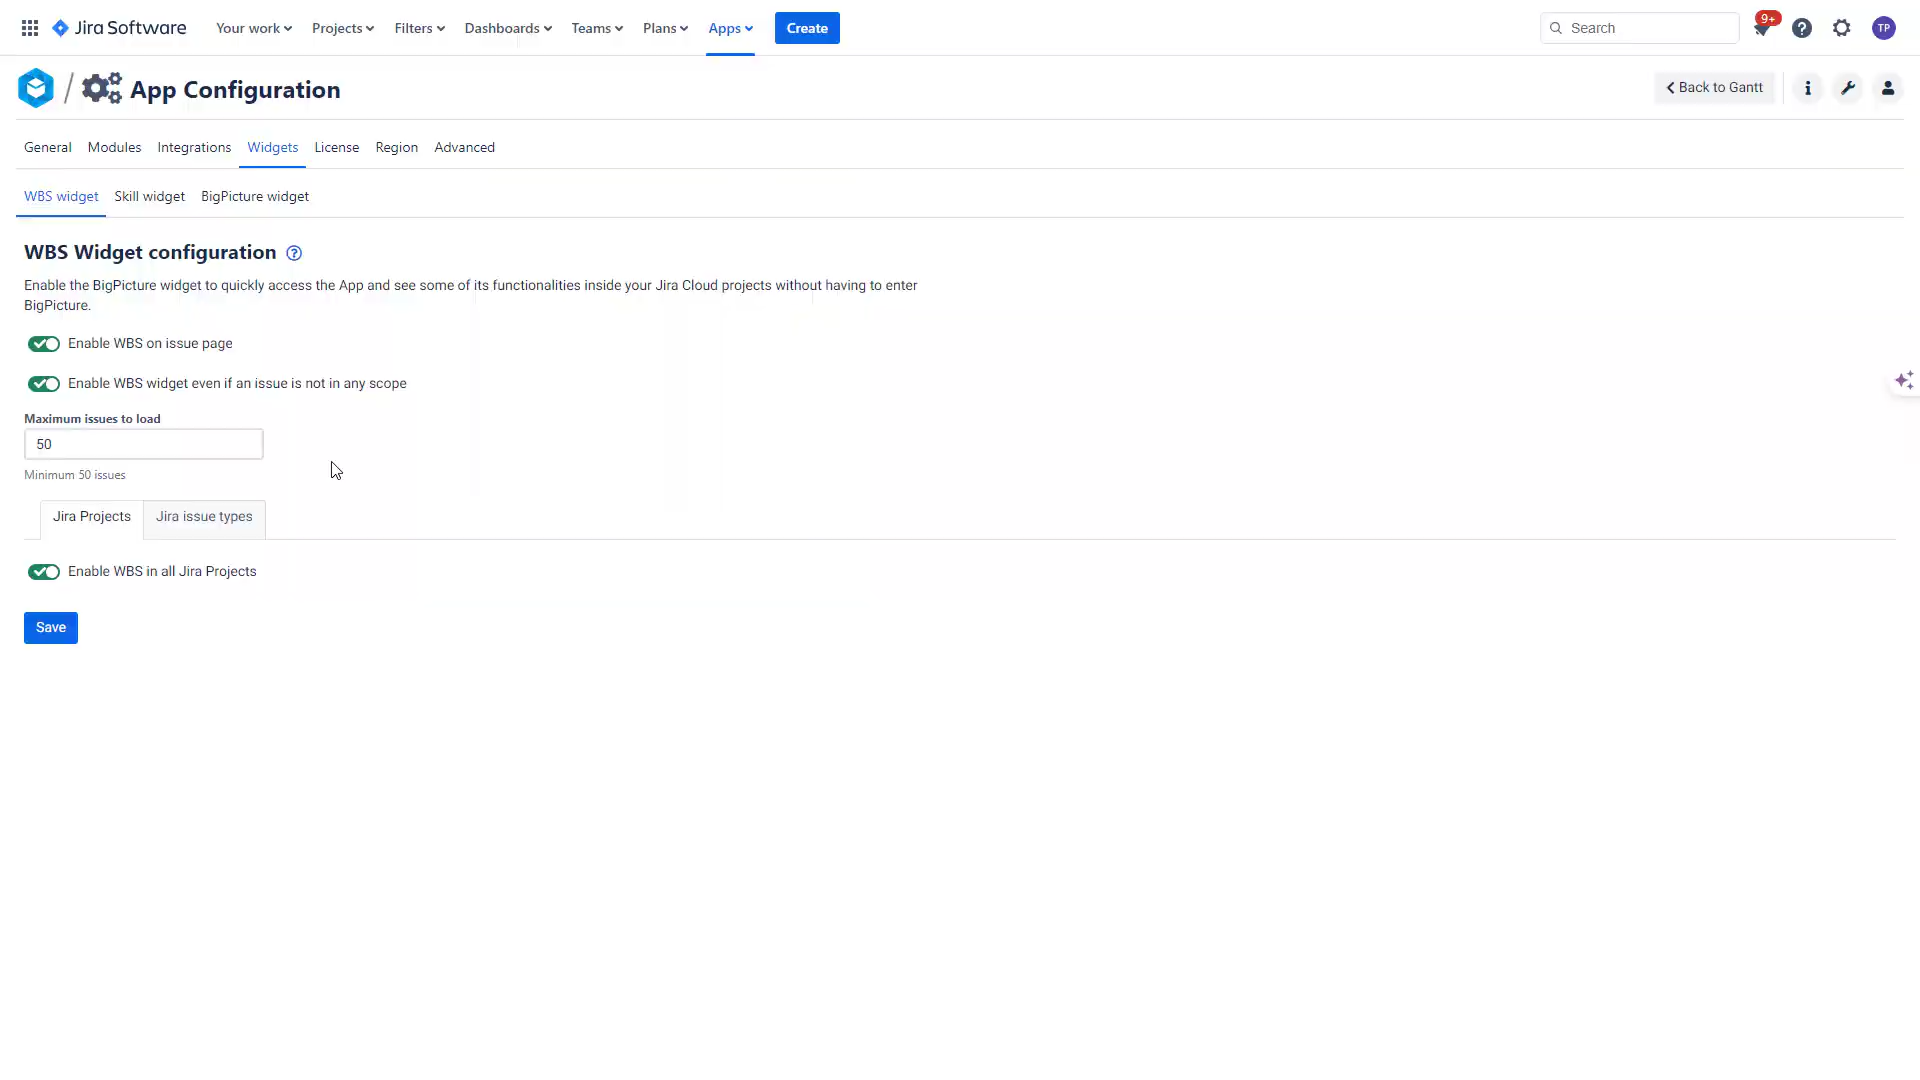 Jira Software Your work Projects Filters Dashboards Teams Plans Apps Create Search 9+ TP
/ App Configuration Back to Gantt
General Modules Integrations Widgets License Region Advanced
WBS widget Skill widget BigPicture widget
WBS Widget configuration
Enable the BigPicture widget to quickly access the App and see some of its functionalities inside your Jira Cloud projects without having to enter
BigPicture.
Enable WBS on issue page
Enable WBS widget even if an issue is not in any scope
Maximum issues to load
50
Minimum 50 issues
Jira Projects Jira issue types
Enable WBS in all Jira Projects
Save